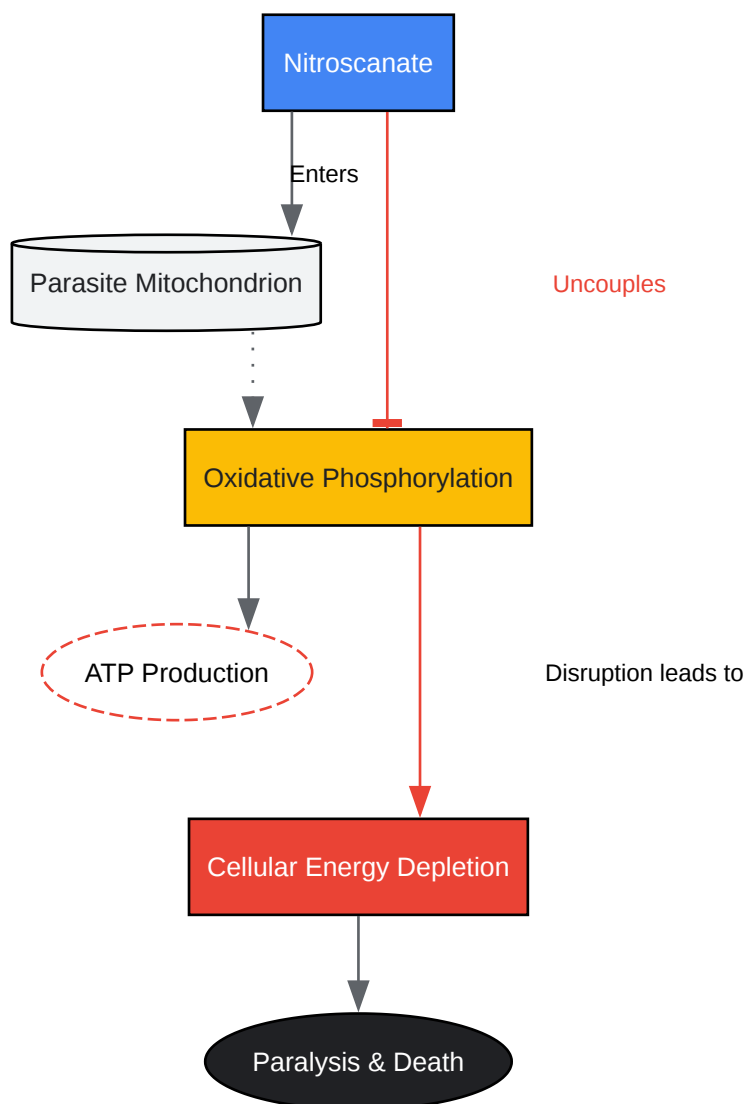 Nitroscanate
Enters
Parasite Mitochondrion
Uncouples
Oxidative Phosphorylation
ATP Production
Disruption leads to
Cellular Energy Depletion
Paralysis & Death